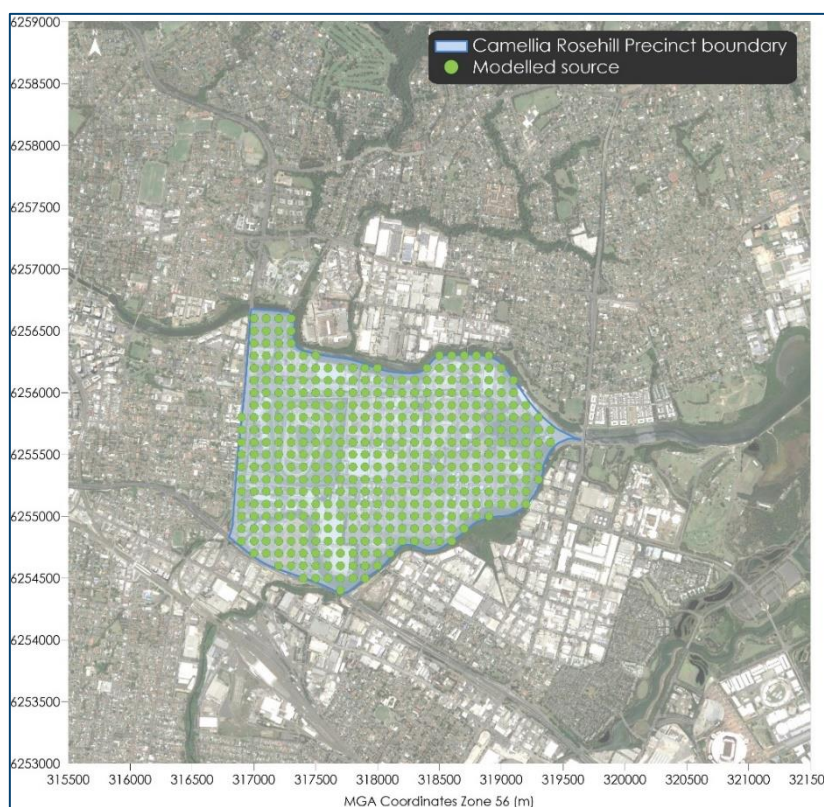 6259000
N
Camellia Rosehill Precinct boundary
Modelled source
6258500
6258000
6257500
6257000
6256500
6256000
6255500
6255000
6254500
6254000
6253500
6253000
315500 316000 316500 317000 317500 318000 318500 319000 319500 320000 320500 321000 32150
MGA Coordinates Zone 56 (m)